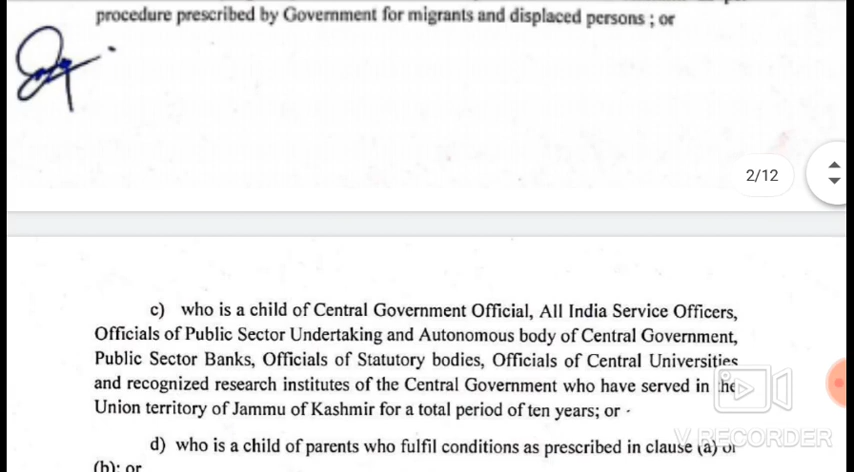 procedure prescribed by Government for migrants and displaced persons ; or
2/12
c) who is a child of Central Government Official, All India Service Officers,
Officials of Public Sector Undertaking and Autonomous body of Central Government,
Public Sector Banks, Officials of Statutory bodies, Officials of Central Universities
and recognized research institutes of the Central Government who have served in the
Union territory of Jammu of Kashmir for a total period of ten years; or -
d) who is a child of parents who fulfil conditions as prescribed in clause (a) or
(b); or
V RECORDER